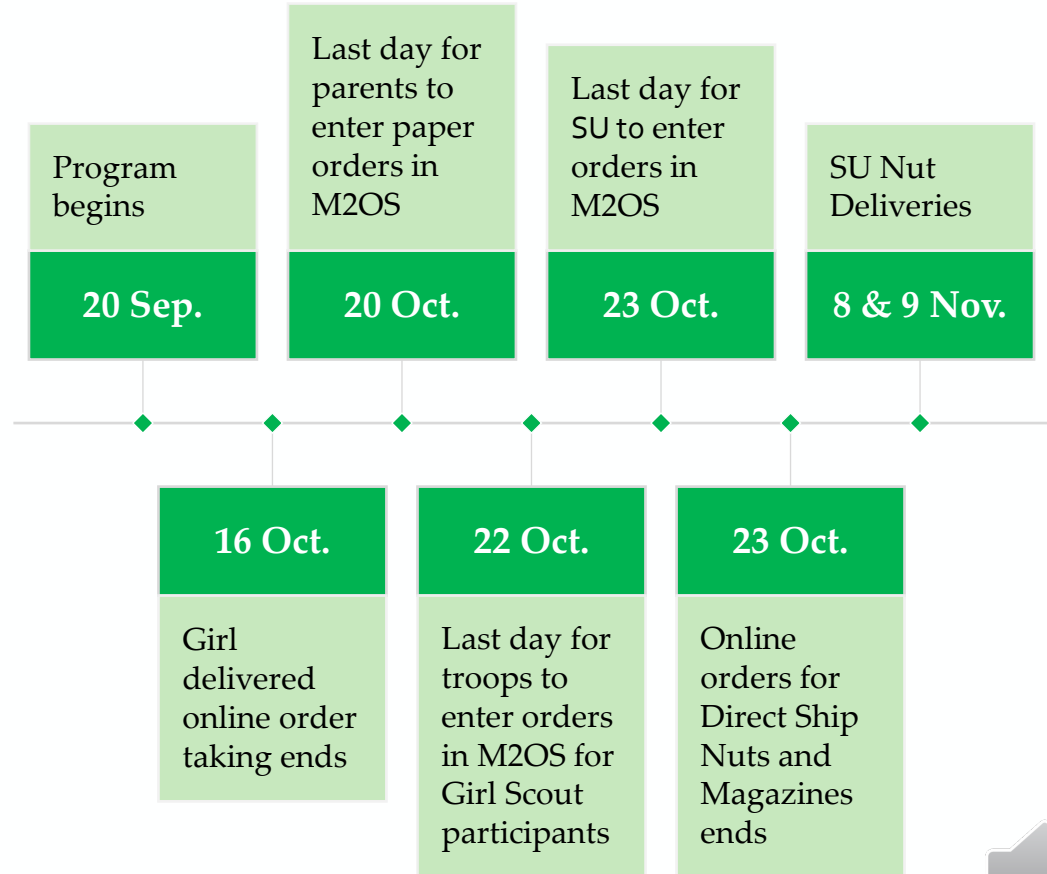 Program
begins
20 Sep.
16 Oct.
Girl
delivered
online order
taking ends
Last day for
parents to
enter paper
orders in
M2OS
20 Oct.
22 Oct.
Last day for
troops to
enter orders
in M2OS for
Girl Scout
participants
Last day for
SU to enter
orders in
M2OS
23 Oct.
23 Oct.
Online
orders for
Direct Ship
Nuts and
Magazines
ends
SU Nut
Deliveries
8 & 9 Nov.